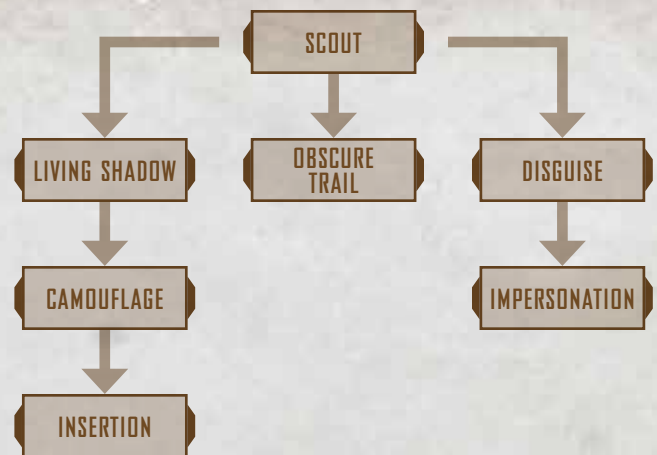 SCOUT
LIVING SHADOW
OBSCURE
TRAIL
DISGUISE
CAMOUFLAGE
IMPERSONATION
INSERTION